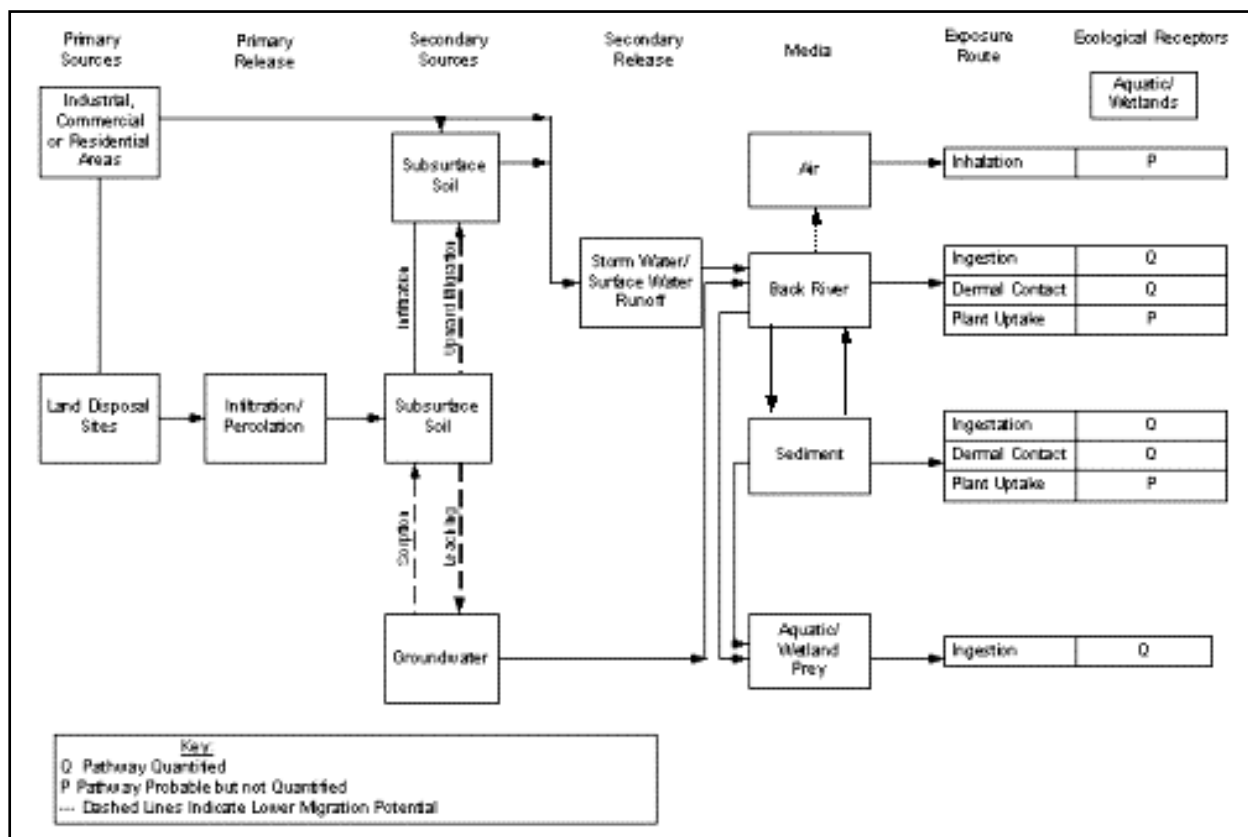 Primary
Sources
Primary
Release
Secondary
Sources
Secondary
Release
Media
Exposure
Route
Ecological Receptors
Aquatic/
Wetlands
Industrial,
Commercial
or Residential
Areas
Subsurface
Soil
Air
Inhalation P
Infiltration
Upward Migration
Storm Water/
Surface Water
Runoff
Back River
Ingestion Q
Dermal Contact Q
Plant Uptake P
Land Disposal
Sites
Infiltration/
Percolation
Subsurface
Soil
Sediment
Ingestation Q
Dermal Contact Q
Plant Uptake P
Sorption
Leaching
Groundwater
Aquatic/
Wetland
Prey
Ingestion Q
Key:
Q Pathway Quantified
P Pathway Probable but not Quantified
---- Dashed Lines Indicate Lower Migration Potential